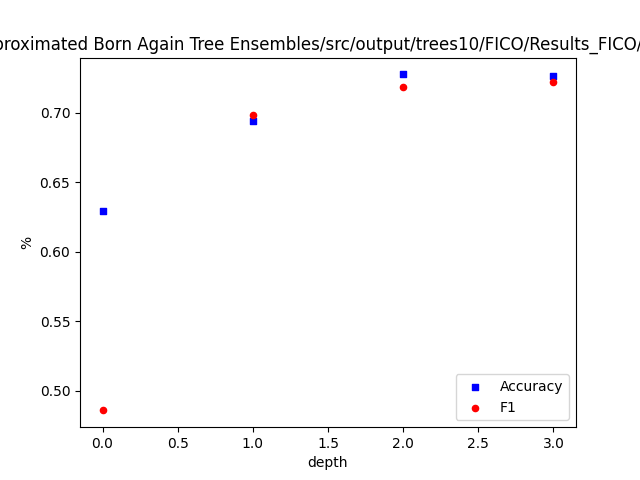 proximated Born Again Tree Ensembles/src/output/trees10/FICO/Results_FICO/
0.70
0.65
0.60
0.55
0.50
%
Accuracy
F1
0.0 0.5 1.0 1.5 2.0 2.5 3.0
depth